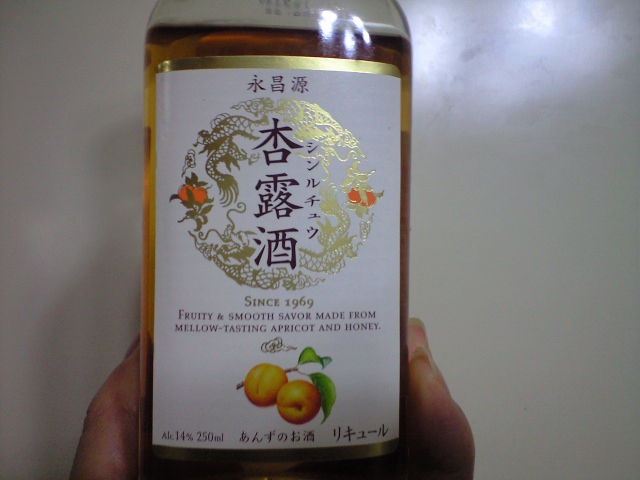 永昌源
杏露酒
シンルチュウ
SINCE 1969
FRUITY & SMOOTH SAVOR MADE FROM
MELLOW-TASTING APRICOT AND HONEY.
Alc.14% 250ml あんずのお酒 リキュール